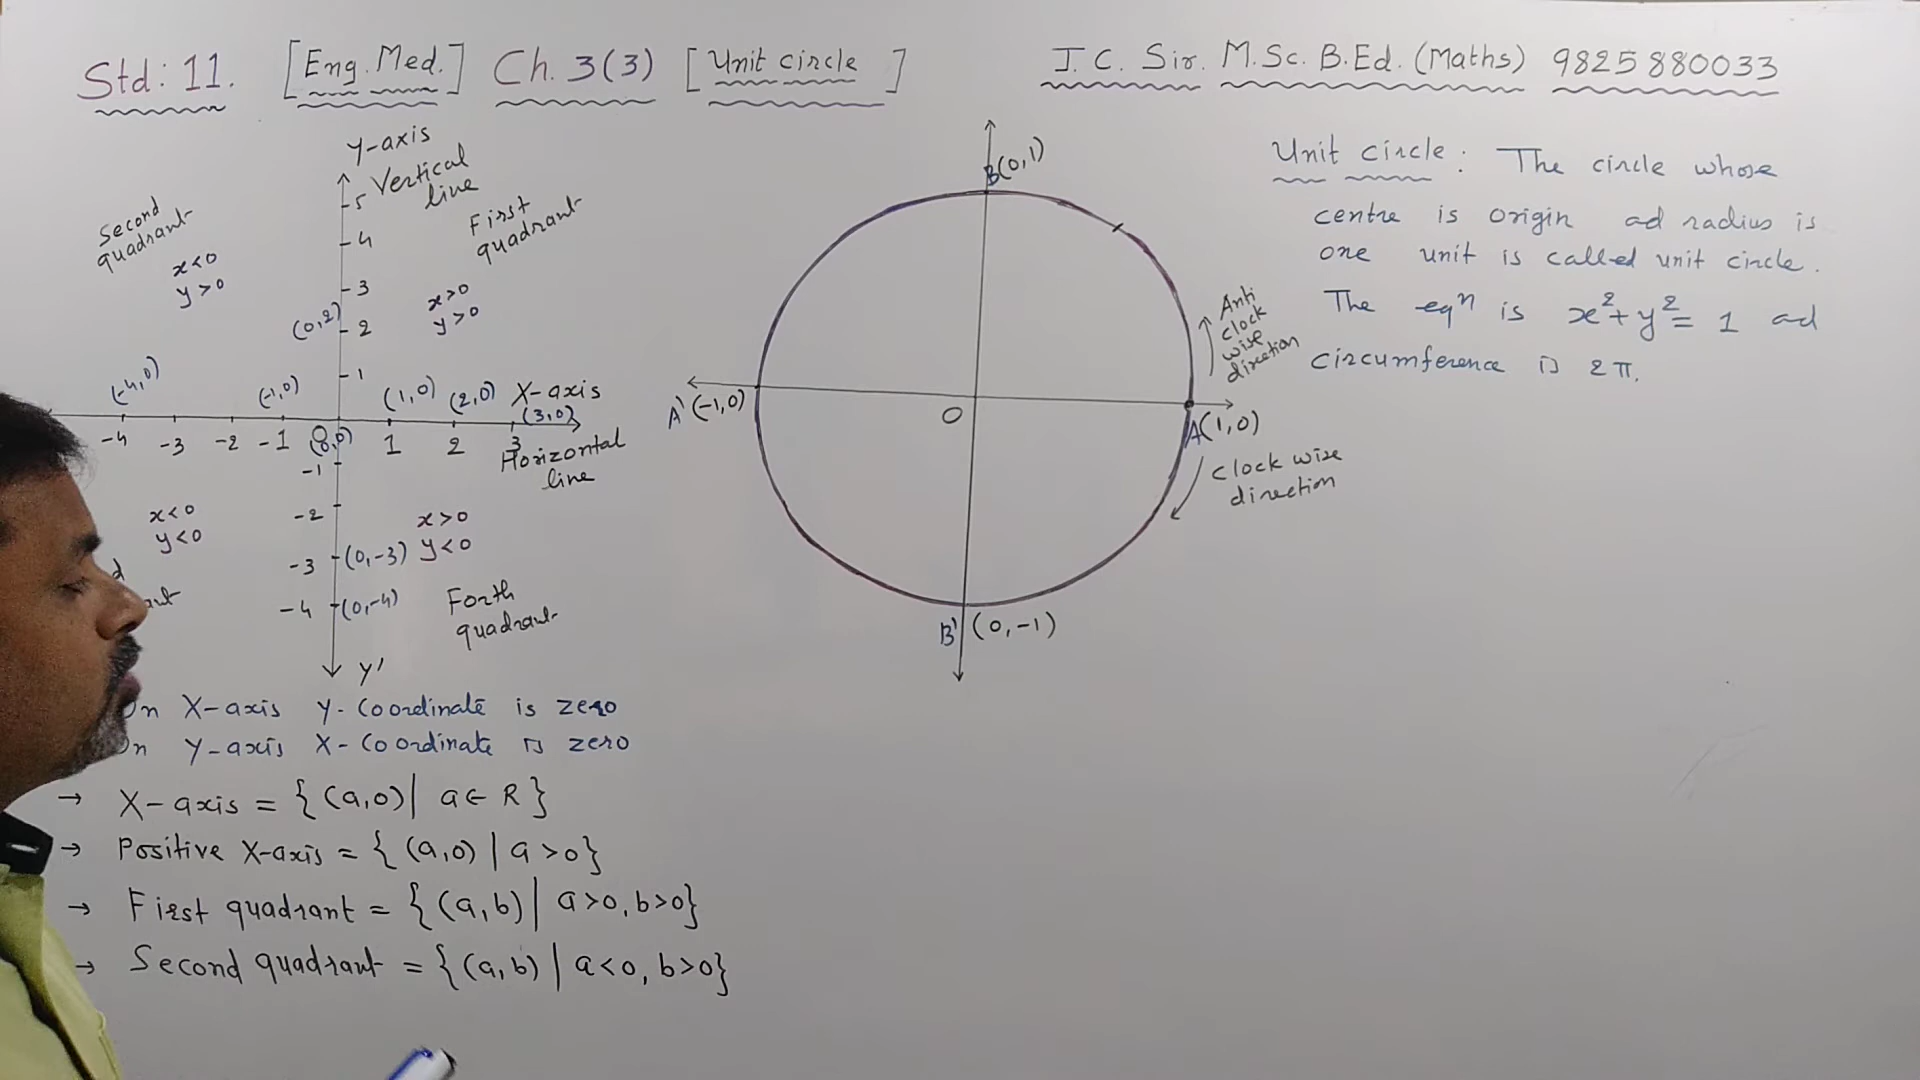 Std: 11. [Eng. Med.] Ch. 3(3) [Unit circle]
J. C. Sir. M.Sc. B.Ed. (Maths) 9825880033
Y-axis
Vertical
line
Second
quadrant
x<0
y>0
First
quadrant
x>0
y>0
5
4
3
(0,2) 2
1
(-4,0)
(-1,0)
(1,0) (2,0) X-axis
(3,0)
-4 -3 -2 -1 O 1 2 3
(0,0)
Horizontal
line
-1
-2
-3 (0,-3)
-4 (0,-4)
x<0
y<0
x>0
y<0
Forth
quadrant
Y'
On X-axis Y-Coordinate is zero
On Y-axis X-Coordinate is zero
→ X-axis = {(a,0)| a∈R}
→ Positive X-axis = {(a,0) | a>0}
→ First quadrant = {(a,b)| a>0, b>0}
→ Second quadrant = {(a,b) | a<0, b>0}
B(0,1)
A'(-1,0)
O
A(1,0)
B' (0,-1)
Anti
clock
wise
direction
clock wise
direction
Unit circle: The circle whose
centre is origin ad radius is
one unit is called unit circle.
The eqⁿ is x²+y²= 1 ad
circumference is 2π.